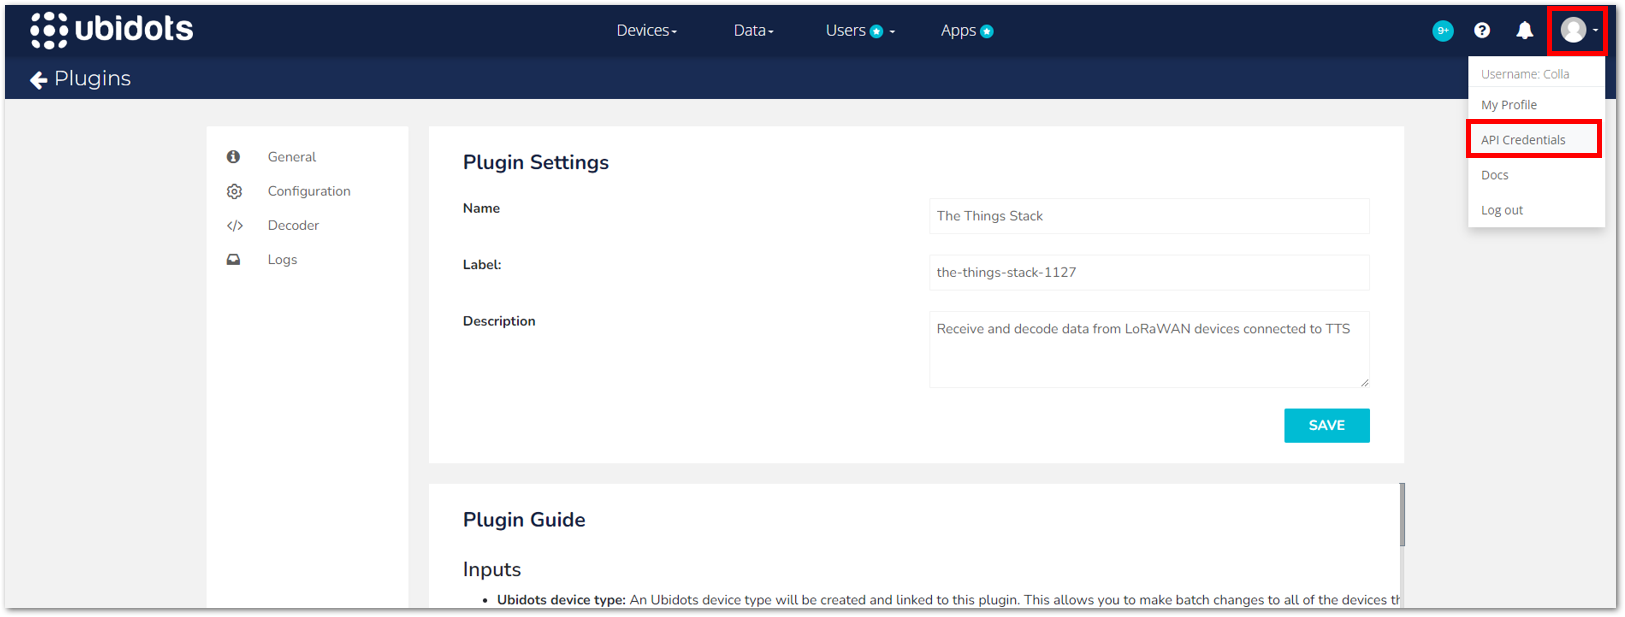 ubidots
Devices
Data
Users
Apps
9+
?
Plugins
Username: Colla
My Profile
API Credentials
Docs
Log out
General
Configuration
Decoder
Logs
Plugin Settings
Name
The Things Stack
Label:
the-things-stack-1127
Description
Receive and decode data from LoRaWAN devices connected to TTS
SAVE
Plugin Guide
Inputs
• Ubidots device type: An Ubidots device type will be created and linked to this plugin. This allows you to make batch changes to all of the devices